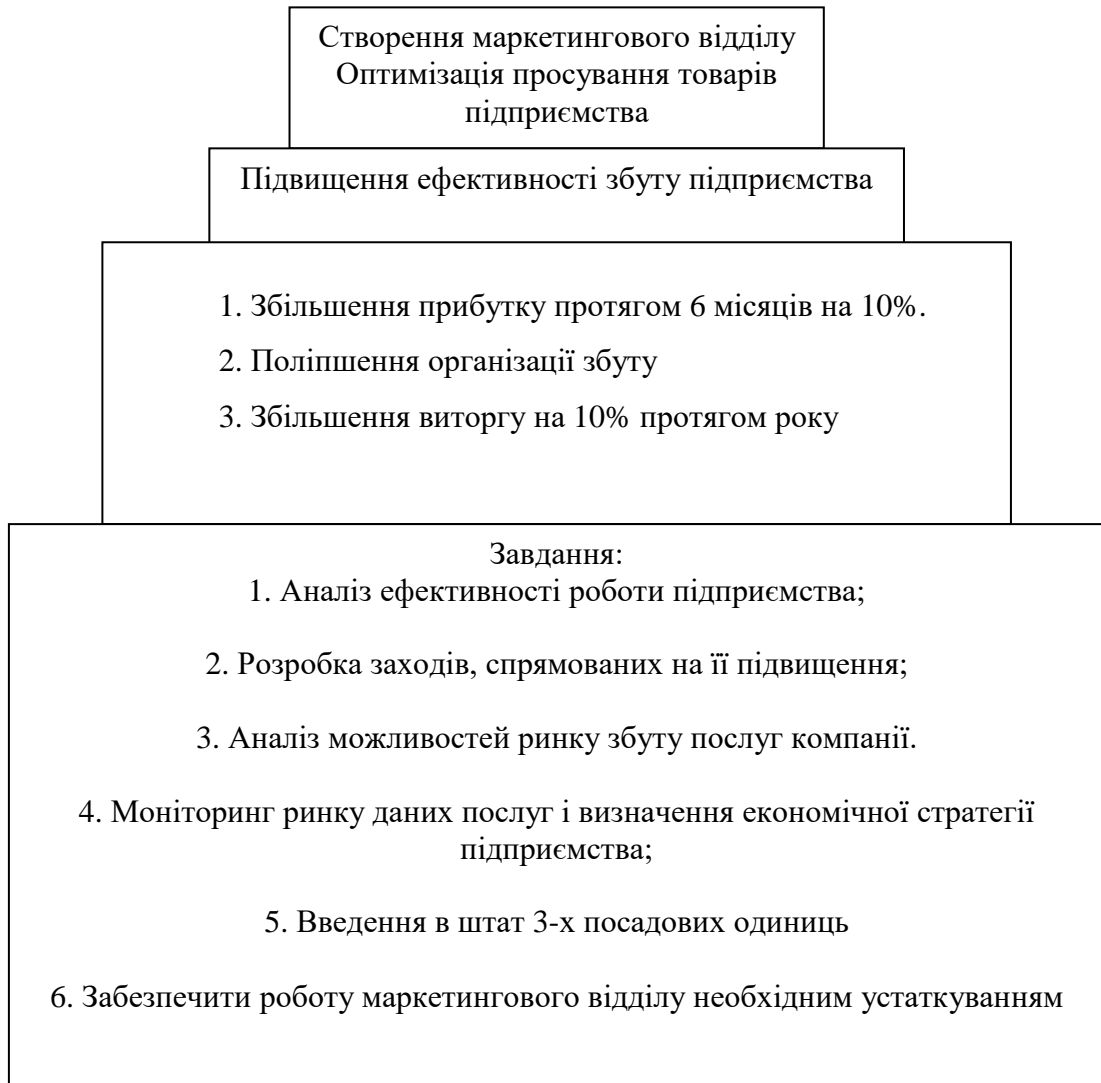 Створення маркетингового відділу
Оптимізація просування товарів
підприємства
Підвищення ефективності збуту підприємства
1. Збільшення прибутку протягом 6 місяців на 10%.
2. Поліпшення організації збуту
3. Збільшення виторгу на 10% протягом року
Завдання:
1. Аналіз ефективності роботи підприємства;
2. Розробка заходів, спрямованих на її підвищення;
3. Аналіз можливостей ринку збуту послуг компанії.
4. Моніторинг ринку даних послуг і визначення економічної стратегії
підприємства;
5. Введення в штат 3-х посадових одиниць
6. Забезпечити роботу маркетингового відділу необхідним устаткуванням